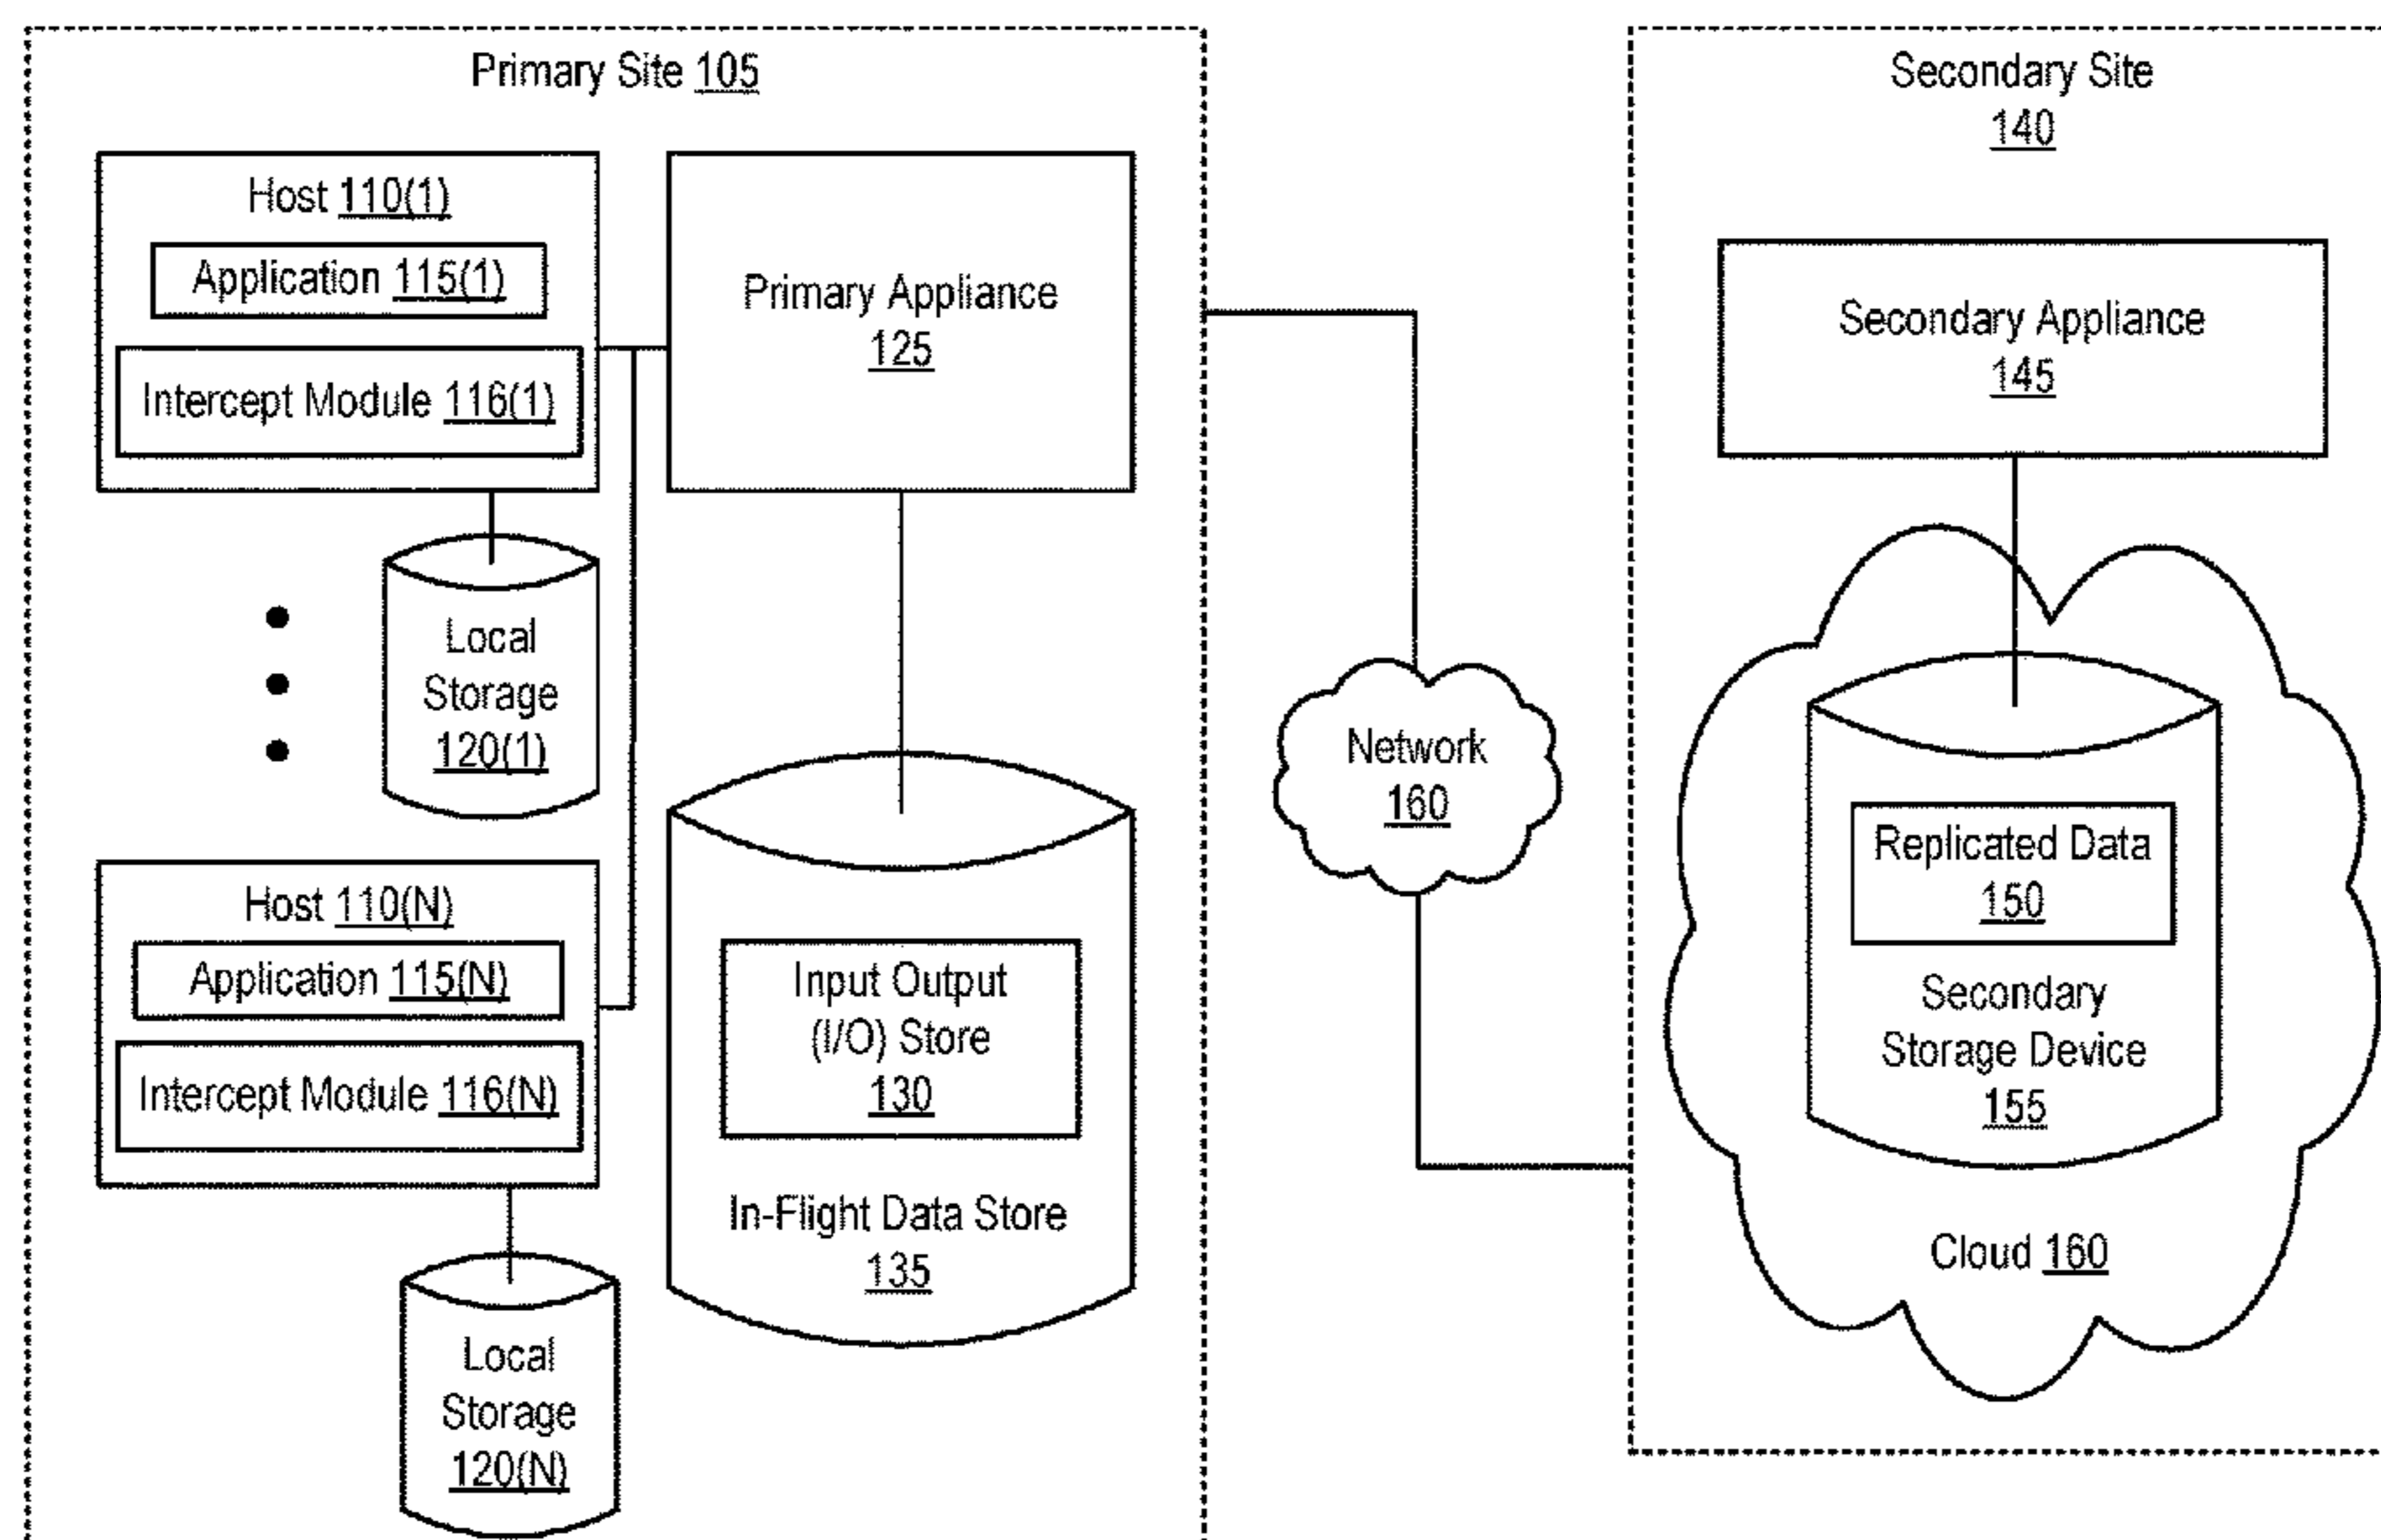 Primary Site 105
Host 110(1)
Application 115(1)
Intercept Module 116(1)
Local
Storage
120(1)
Host 110(N)
Application 115(N)
Intercept Module 116(N)
Local
Storage
120(N)
Primary Appliance
125
Input Output
(I/O) Store
130
In-Flight Data Store
135
Network
160
Secondary Site
140
Secondary Appliance
145
Replicated Data
150
Secondary
Storage Device
155
Cloud 160